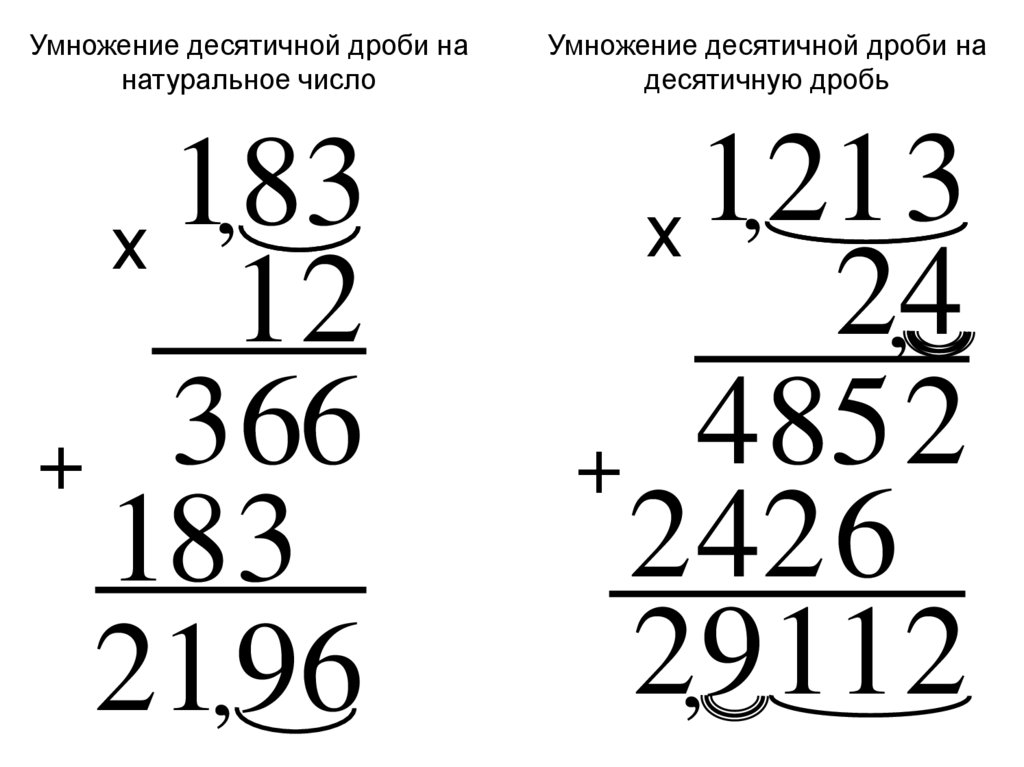 Умножение десятичной дроби на
натуральное число
1,83
x
12
366
+
183
21,96
Умножение десятичной дроби на
десятичную дробь
1,213
x
2,4
4852
+
2426
2,9112